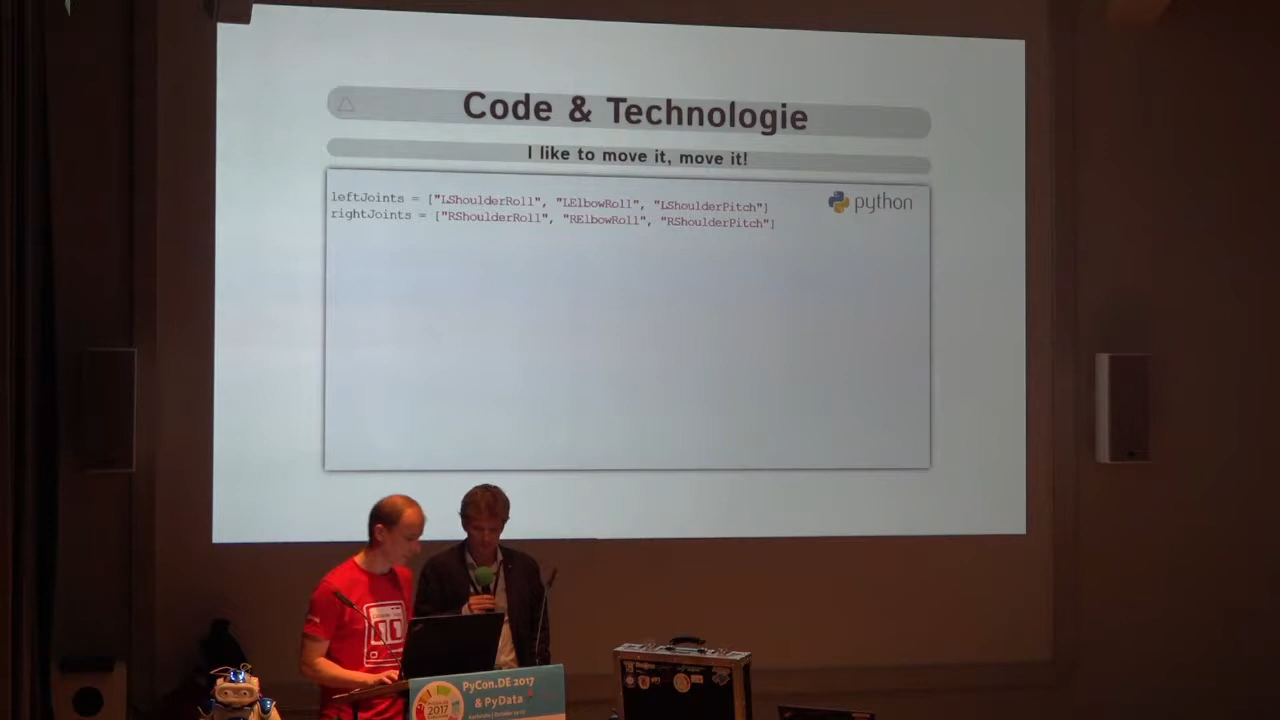 Code & Technologie
I like to move it, move it!
leftJoints = ["LShoulderRoll", "LElbowRoll", "LShoulderPitch"]
rightJoints = ["RShoulderRoll", "RElbowRoll", "RShoulderPitch"]
python
PyCon.DE 2017
& PyData
2017